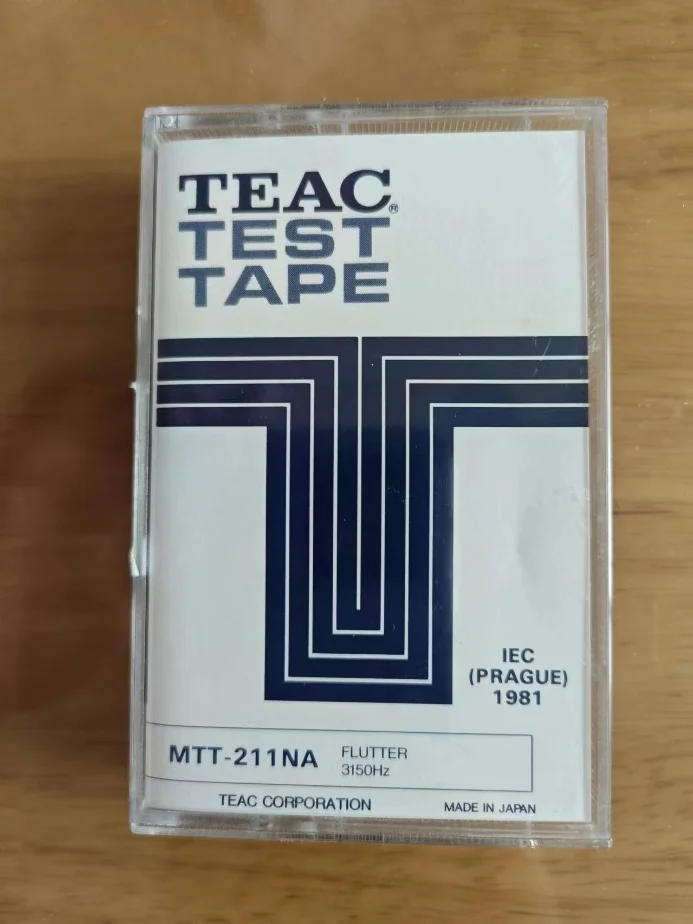 TEAC®
TEST
TAPE
IEC
(PRAGUE)
1981
MTT-211NA
FLUTTER
3150Hz
TEAC CORPORATION
MADE IN JAPAN